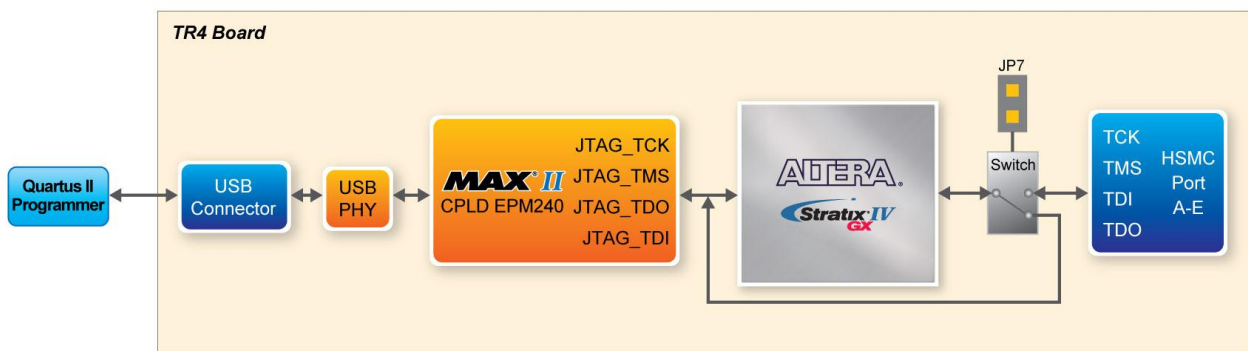 TR4 Board
JP7
Quartus II
Programmer
USB
Connector
USB
PHY
MAX® II
CPLD EPM240
JTAG_TCK
JTAG_TMS
JTAG_TDO
JTAG_TDI
ALTERA®
Stratix® IV
GX
Switch
TCK
TMS
TDI
TDO
HSMC
Port
A-E